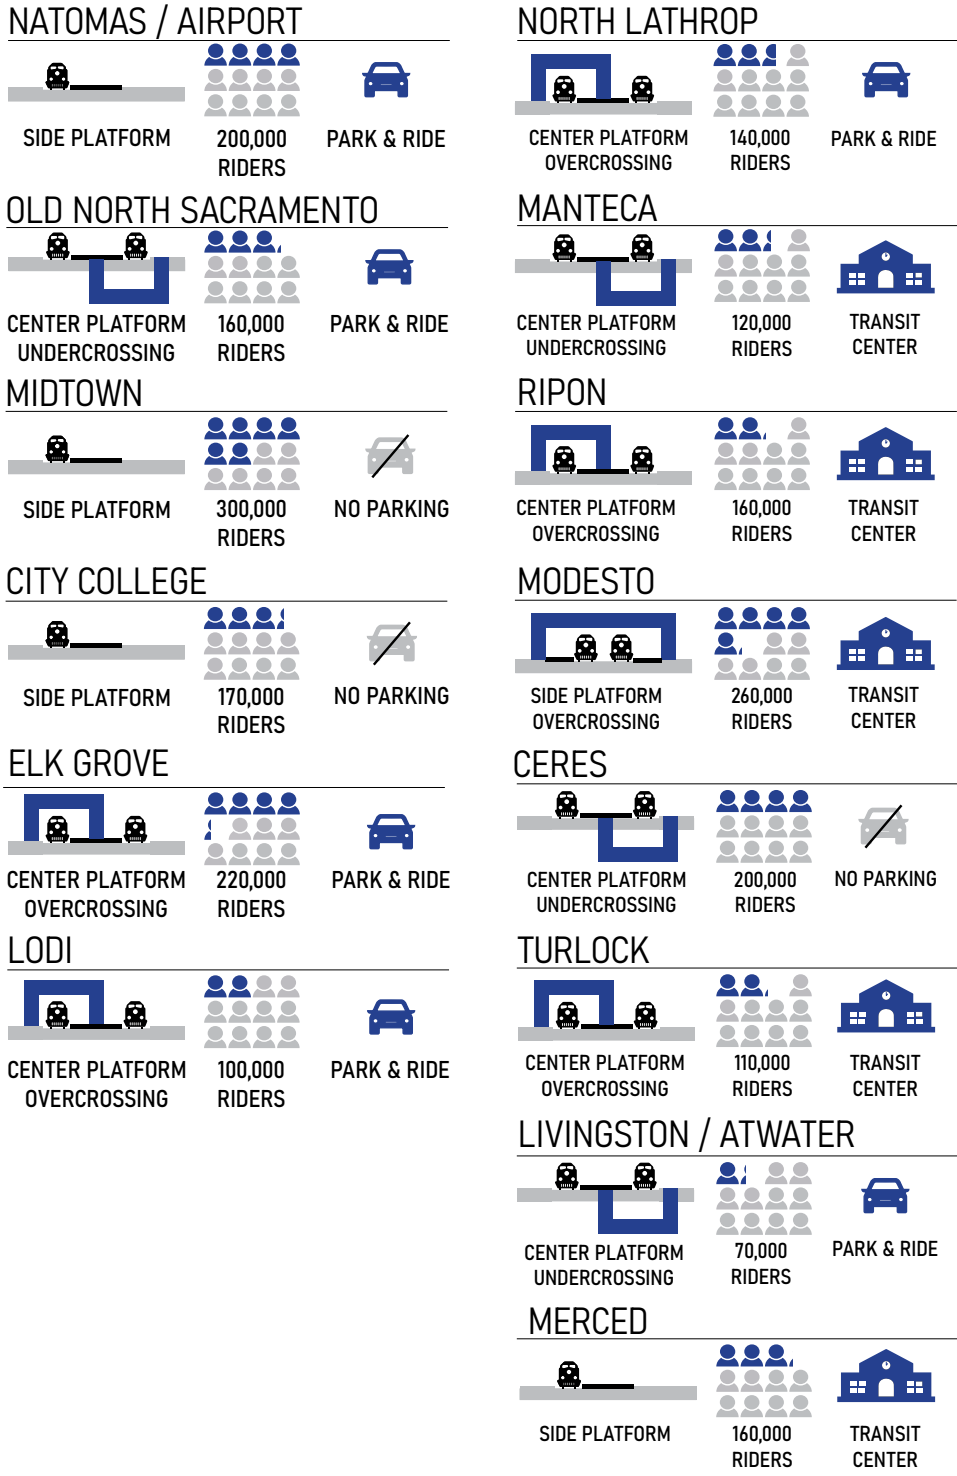 NATOMAS / AIRPORT
SIDE PLATFORM
200,000
RIDERS
PARK & RIDE
OLD NORTH SACRAMENTO
CENTER PLATFORM
UNDERCROSSING
160,000
RIDERS
PARK & RIDE
MIDTOWN
SIDE PLATFORM
300,000
RIDERS
NO PARKING
CITY COLLEGE
SIDE PLATFORM
170,000
RIDERS
NO PARKING
ELK GROVE
CENTER PLATFORM
OVERCROSSING
220,000
RIDERS
PARK & RIDE
LODI
CENTER PLATFORM
OVERCROSSING
100,000
RIDERS
PARK & RIDE
NORTH LATHROP
CENTER PLATFORM
OVERCROSSING
140,000
RIDERS
PARK & RIDE
MANTECA
CENTER PLATFORM
UNDERCROSSING
120,000
RIDERS
TRANSIT
CENTER
RIPON
CENTER PLATFORM
OVERCROSSING
160,000
RIDERS
TRANSIT
CENTER
MODESTO
SIDE PLATFORM
OVERCROSSING
260,000
RIDERS
TRANSIT
CENTER
CERES
CENTER PLATFORM
UNDERCROSSING
200,000
RIDERS
NO PARKING
TURLOCK
CENTER PLATFORM
OVERCROSSING
110,000
RIDERS
TRANSIT
CENTER
LIVINGSTON / ATWATER
CENTER PLATFORM
UNDERCROSSING
70,000
RIDERS
PARK & RIDE
MERCED
SIDE PLATFORM
160,000
RIDERS
TRANSIT
CENTER